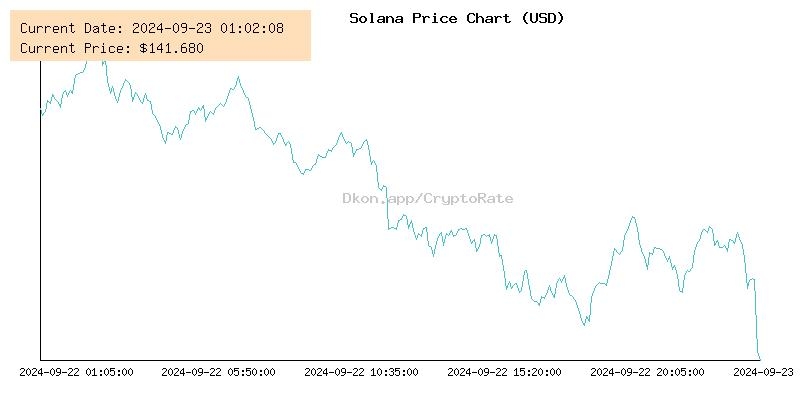 Solana Price Chart (USD)
Current Date: 2024-09-23 01:02:08
Current Price: $141.680
Dkon.app/CryptoRate
2024-09-22 01:05:00
2024-09-22 05:50:00
2024-09-22 10:35:00
2024-09-22 15:20:00
2024-09-22 20:05:00
2024-09-23